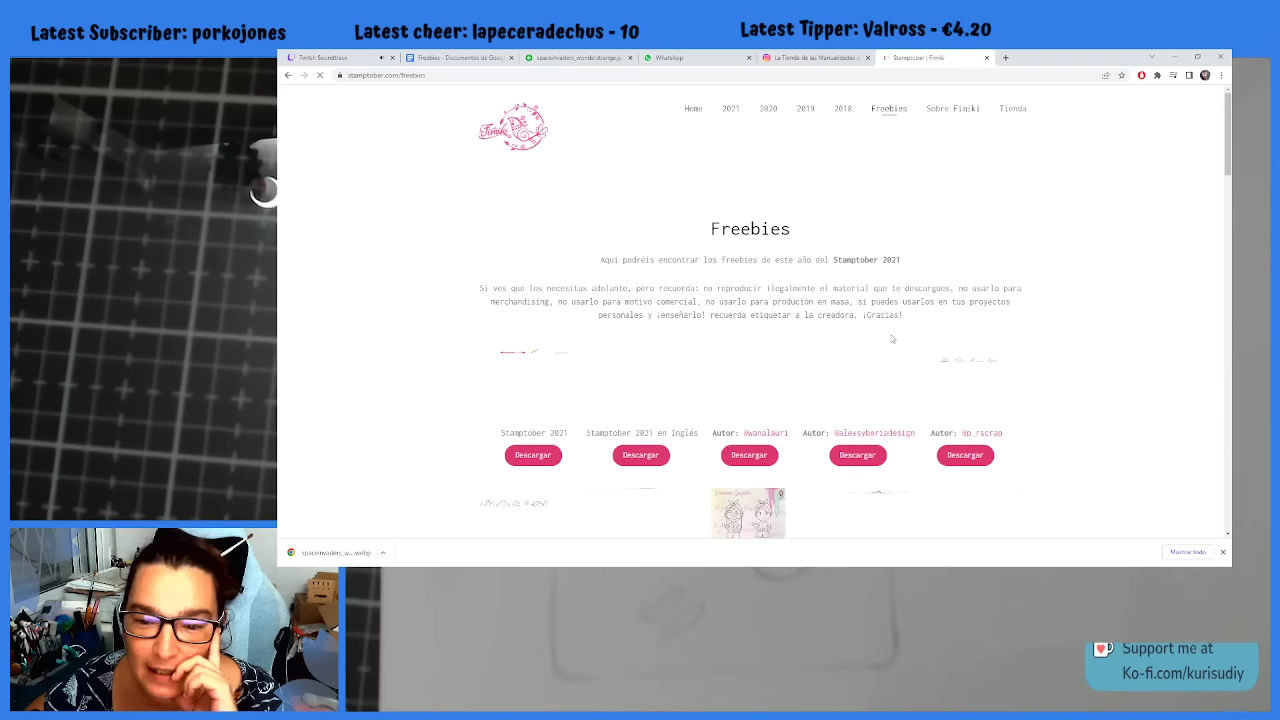 Latest Subscriber: porkojones
Latest cheer: lapeceradechus - 10
Latest Tipper: Valross - €4.20
Twitch Soundtrack
Freebies - Documentos de Goog
spaceinvaders_wonderstrange.jp
WhatsApp
La Tienda de las Manualidades
Stamptober | Fimiki
stamptober.com/freebies
Fimiki
Home
2021
2020
2019
2018
Freebies
Sobre Fimiki
Tienda
Freebies
Aquí podréis encontrar los freebies de este año del Stamptober 2021
Si ves que los necesitas adelante, pero recuerda: no reproducir ilegalmente el material que te descargues, no usarlo para
merchandising, no usarlo para motivo comercial, no usarlo para produción en masa, si puedes usarlos en tus proyectos
personales y ¡enseñarlo! recuerda etiquetar a la creadora, ¡Gracias!
Stamptober 2021
Stamptober 2021 en Inglés
Autor: @wanalauri
Autor: @alexsyberiadesign
Autor: @p_rscrap
Descargar
Descargar
Descargar
Descargar
Descargar
spaceinvaders_w....webp
Mostrar todo
Support me at
Ko-fi.com/kurisudiy